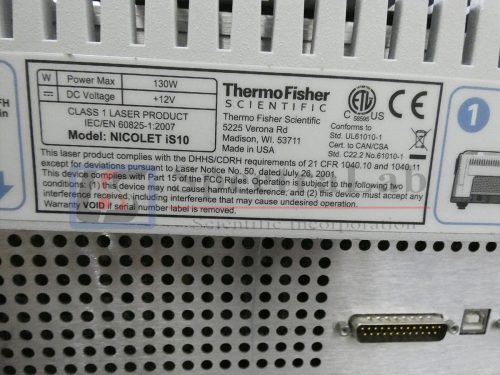 W Power Max 130W
DC Voltage +12V
CLASS 1 LASER PRODUCT
IEC/EN 60825-1:2007
Model: NICOLET iS10
ThermoFisher
SCIENTIFIC
Thermo Fisher Scientific
5225 Verona Rd
Madison, WI. 53711
Made in USA
ETL
C US
Conforms to
Std. UL61010-1
Cert. to CAN/CSA
Std. C22.2 No.61010-1
CE
This laser product complies with the DHHS/CDRH requirements of 21 CFR 1040.10 and 1040.11
except for deviations pursuant to Laser Notice No. 50, dated July 26, 2001.
This device complies with Part 15 of the FCC Rules. Operation is subject to the following two
conditions: (1) this device may not cause harmful interference, and (2) this device must accept any
interference received, including interference that may cause undesired operation.
Warranty VOID if serial number label is removed.
1
FH
in
Lab
Scientific Incorporation